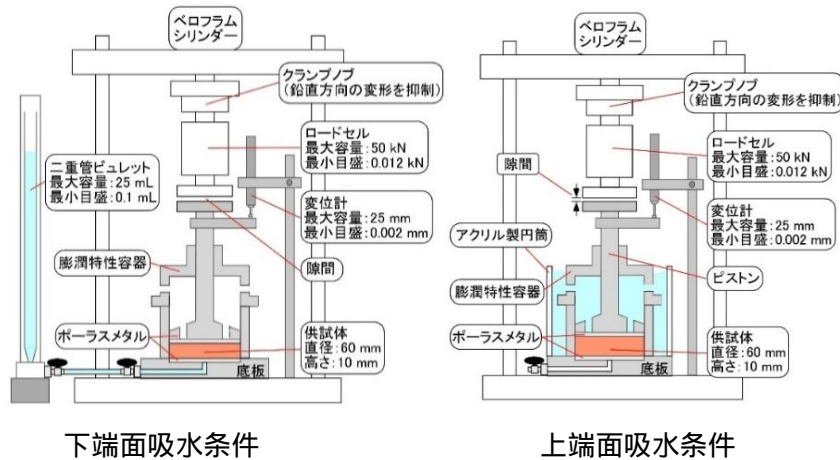 ベロフラム
シリンダー
クランプノブ
(鉛直方向の変形を抑制)
ロードセル
最大容量:50 kN
最小目盛:0.012 kN
二重管ビュレット
最大容量:25 mL
最小目盛:0.1 mL
変位計
最大容量:25 mm
最小目盛:0.002 mm
膨潤特性容器
隙間
ポーラスメタル
供試体
直径:60 mm
高さ:10 mm
底板
下端面吸水条件
ベロフラム
シリンダー
クランプノブ
(鉛直方向の変形を抑制)
ロードセル
最大容量:50 kN
最小目盛:0.012 kN
隙間
変位計
最大容量:25 mm
最小目盛:0.002 mm
アクリル製円筒
ピストン
膨潤特性容器
ポーラスメタル
供試体
直径:60 mm
高さ:10 mm
底板
上端面吸水条件